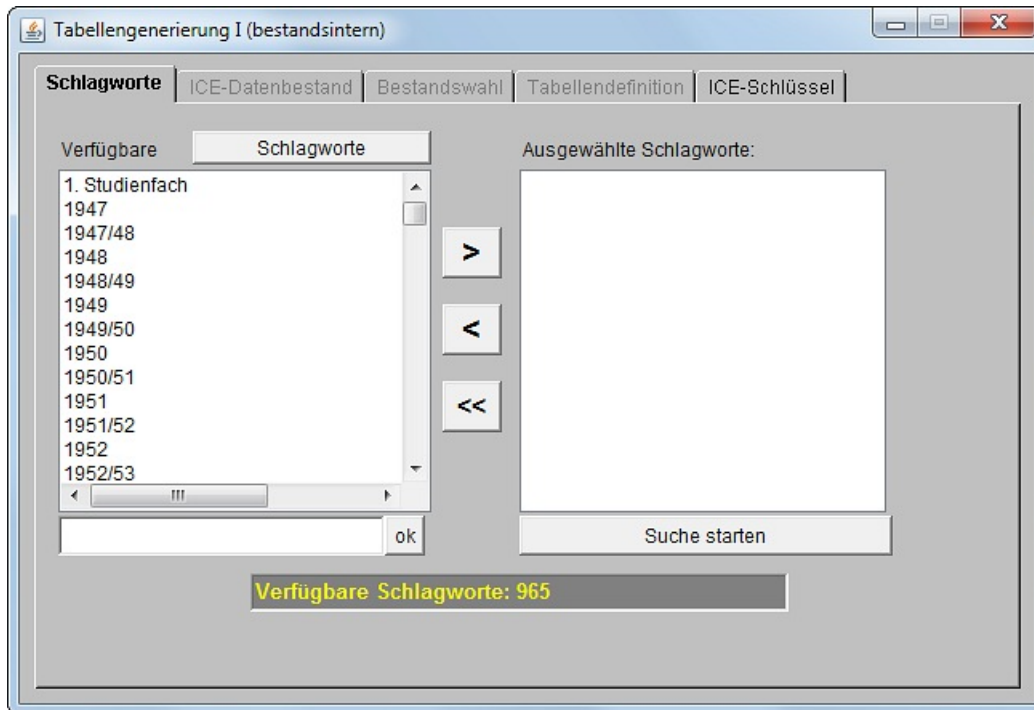 Tabellengenerierung I (bestandsintern)
Schlagworte ICE-Datenbestand Bestandswahl Tabellendefinition ICE-Schlüssel
Verfügbare Schlagworte Ausgewählte Schlagworte:
1. Studienfach
1947
1947/48
1948
1948/49
1949
1949/50
1950
1950/51
1951
1951/52
1952
1952/53
>
<
<<
ok Suche starten
Verfügbare Schlagworte: 965